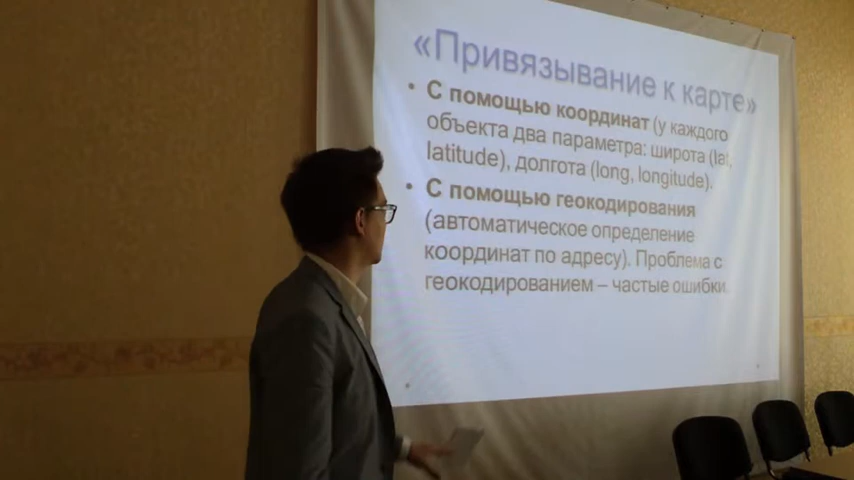 «Привязывание к карте»
• С помощью координат (у каждого
объекта два параметра: широта (lat,
latitude), долгота (long, longitude).
• С помощью геокодирования
(автоматическое определение
координат по адресу). Проблема с
геокодированием – частые ошибки.